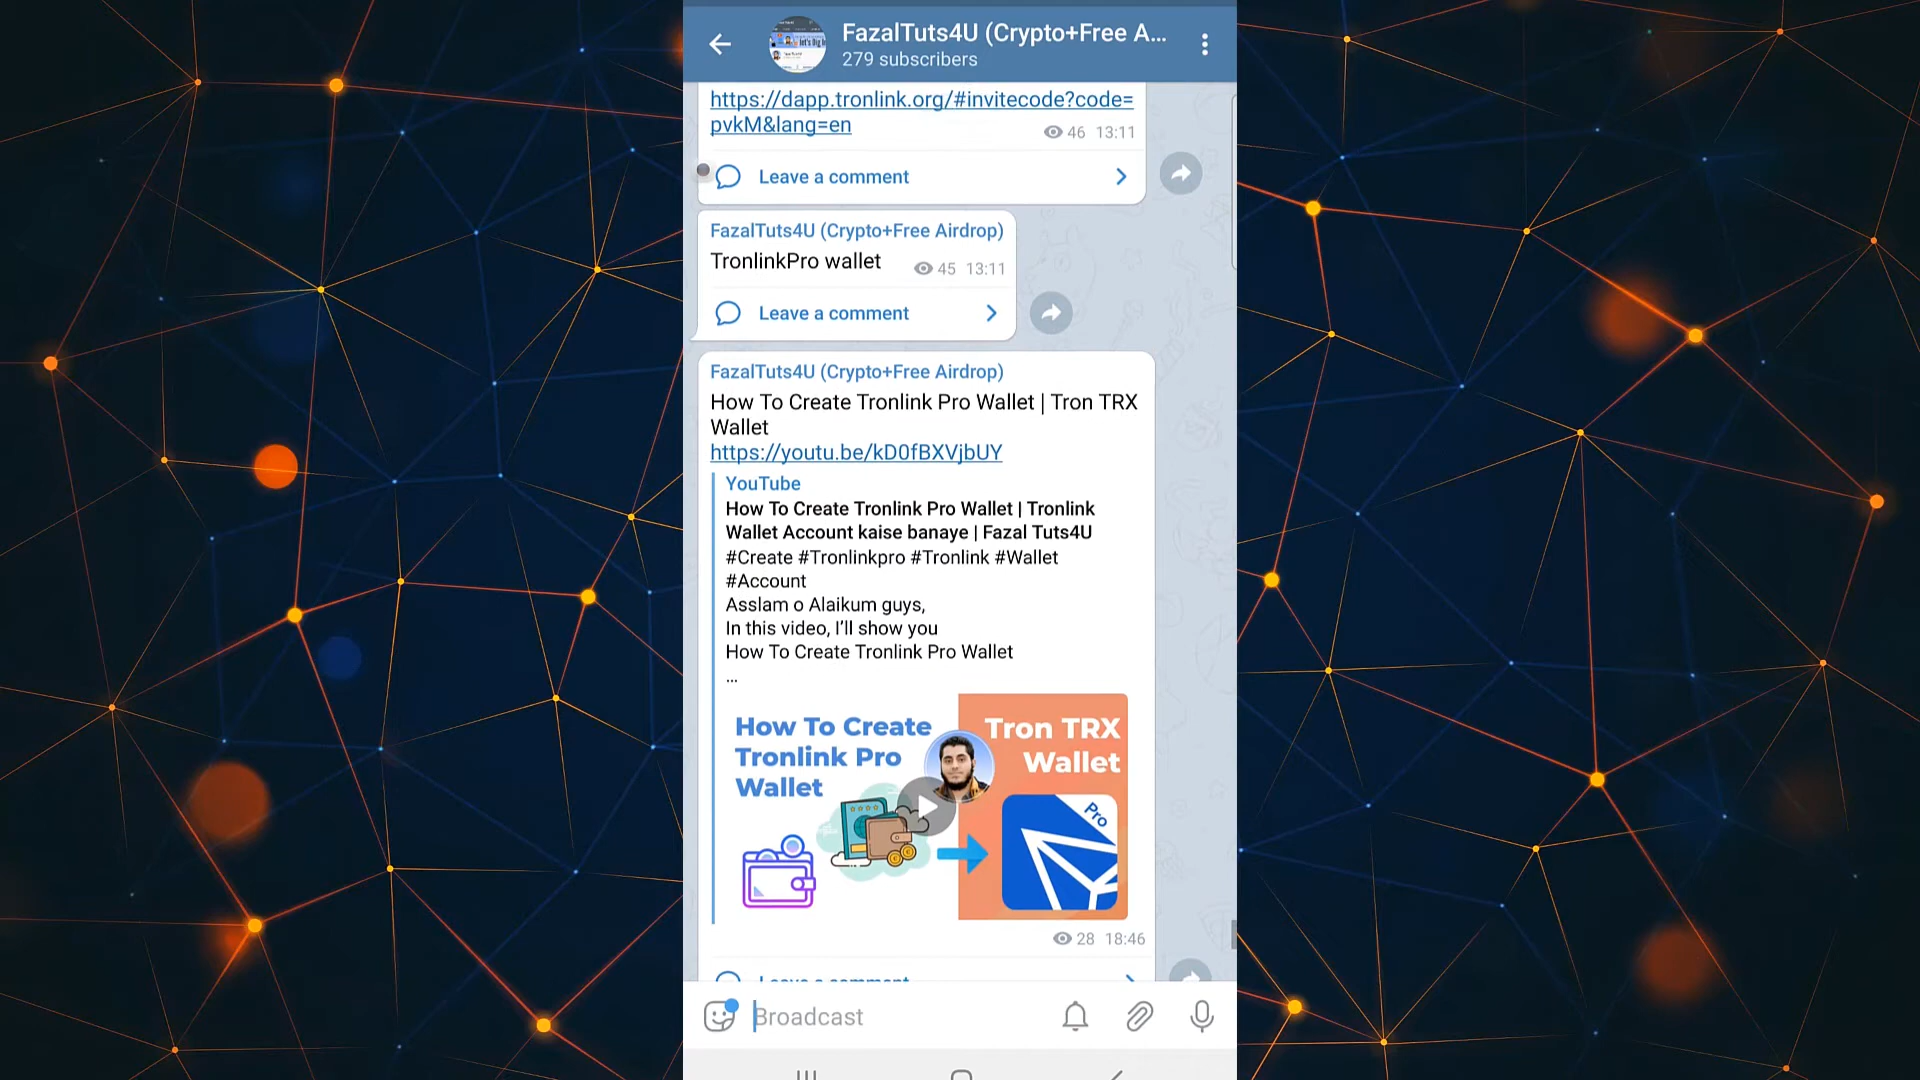 FazalTuts4U (Crypto+Free A...
279 subscribers
https://dapp.tronlink.org/#invitecode?code=
pvkM&lang=en
46 13:11
Leave a comment
FazalTuts4U (Crypto+Free Airdrop)
TronlinkPro wallet
45 13:11
Leave a comment
FazalTuts4U (Crypto+Free Airdrop)
How To Create Tronlink Pro Wallet | Tron TRX
Wallet
https://youtu.be/kD0fBXVjbUY
YouTube
How To Create Tronlink Pro Wallet | Tronlink
Wallet Account kaise banaye | Fazal Tuts4U
#Create #Tronlinkpro #Tronlink #Wallet
#Account
Asslam o Alaikum guys,
In this video, I'll show you
How To Create Tronlink Pro Wallet
...
How To Create
Tronlink Pro
Wallet
Tron TRX
Wallet
Pro
28 18:46
Leave a comment
Broadcast